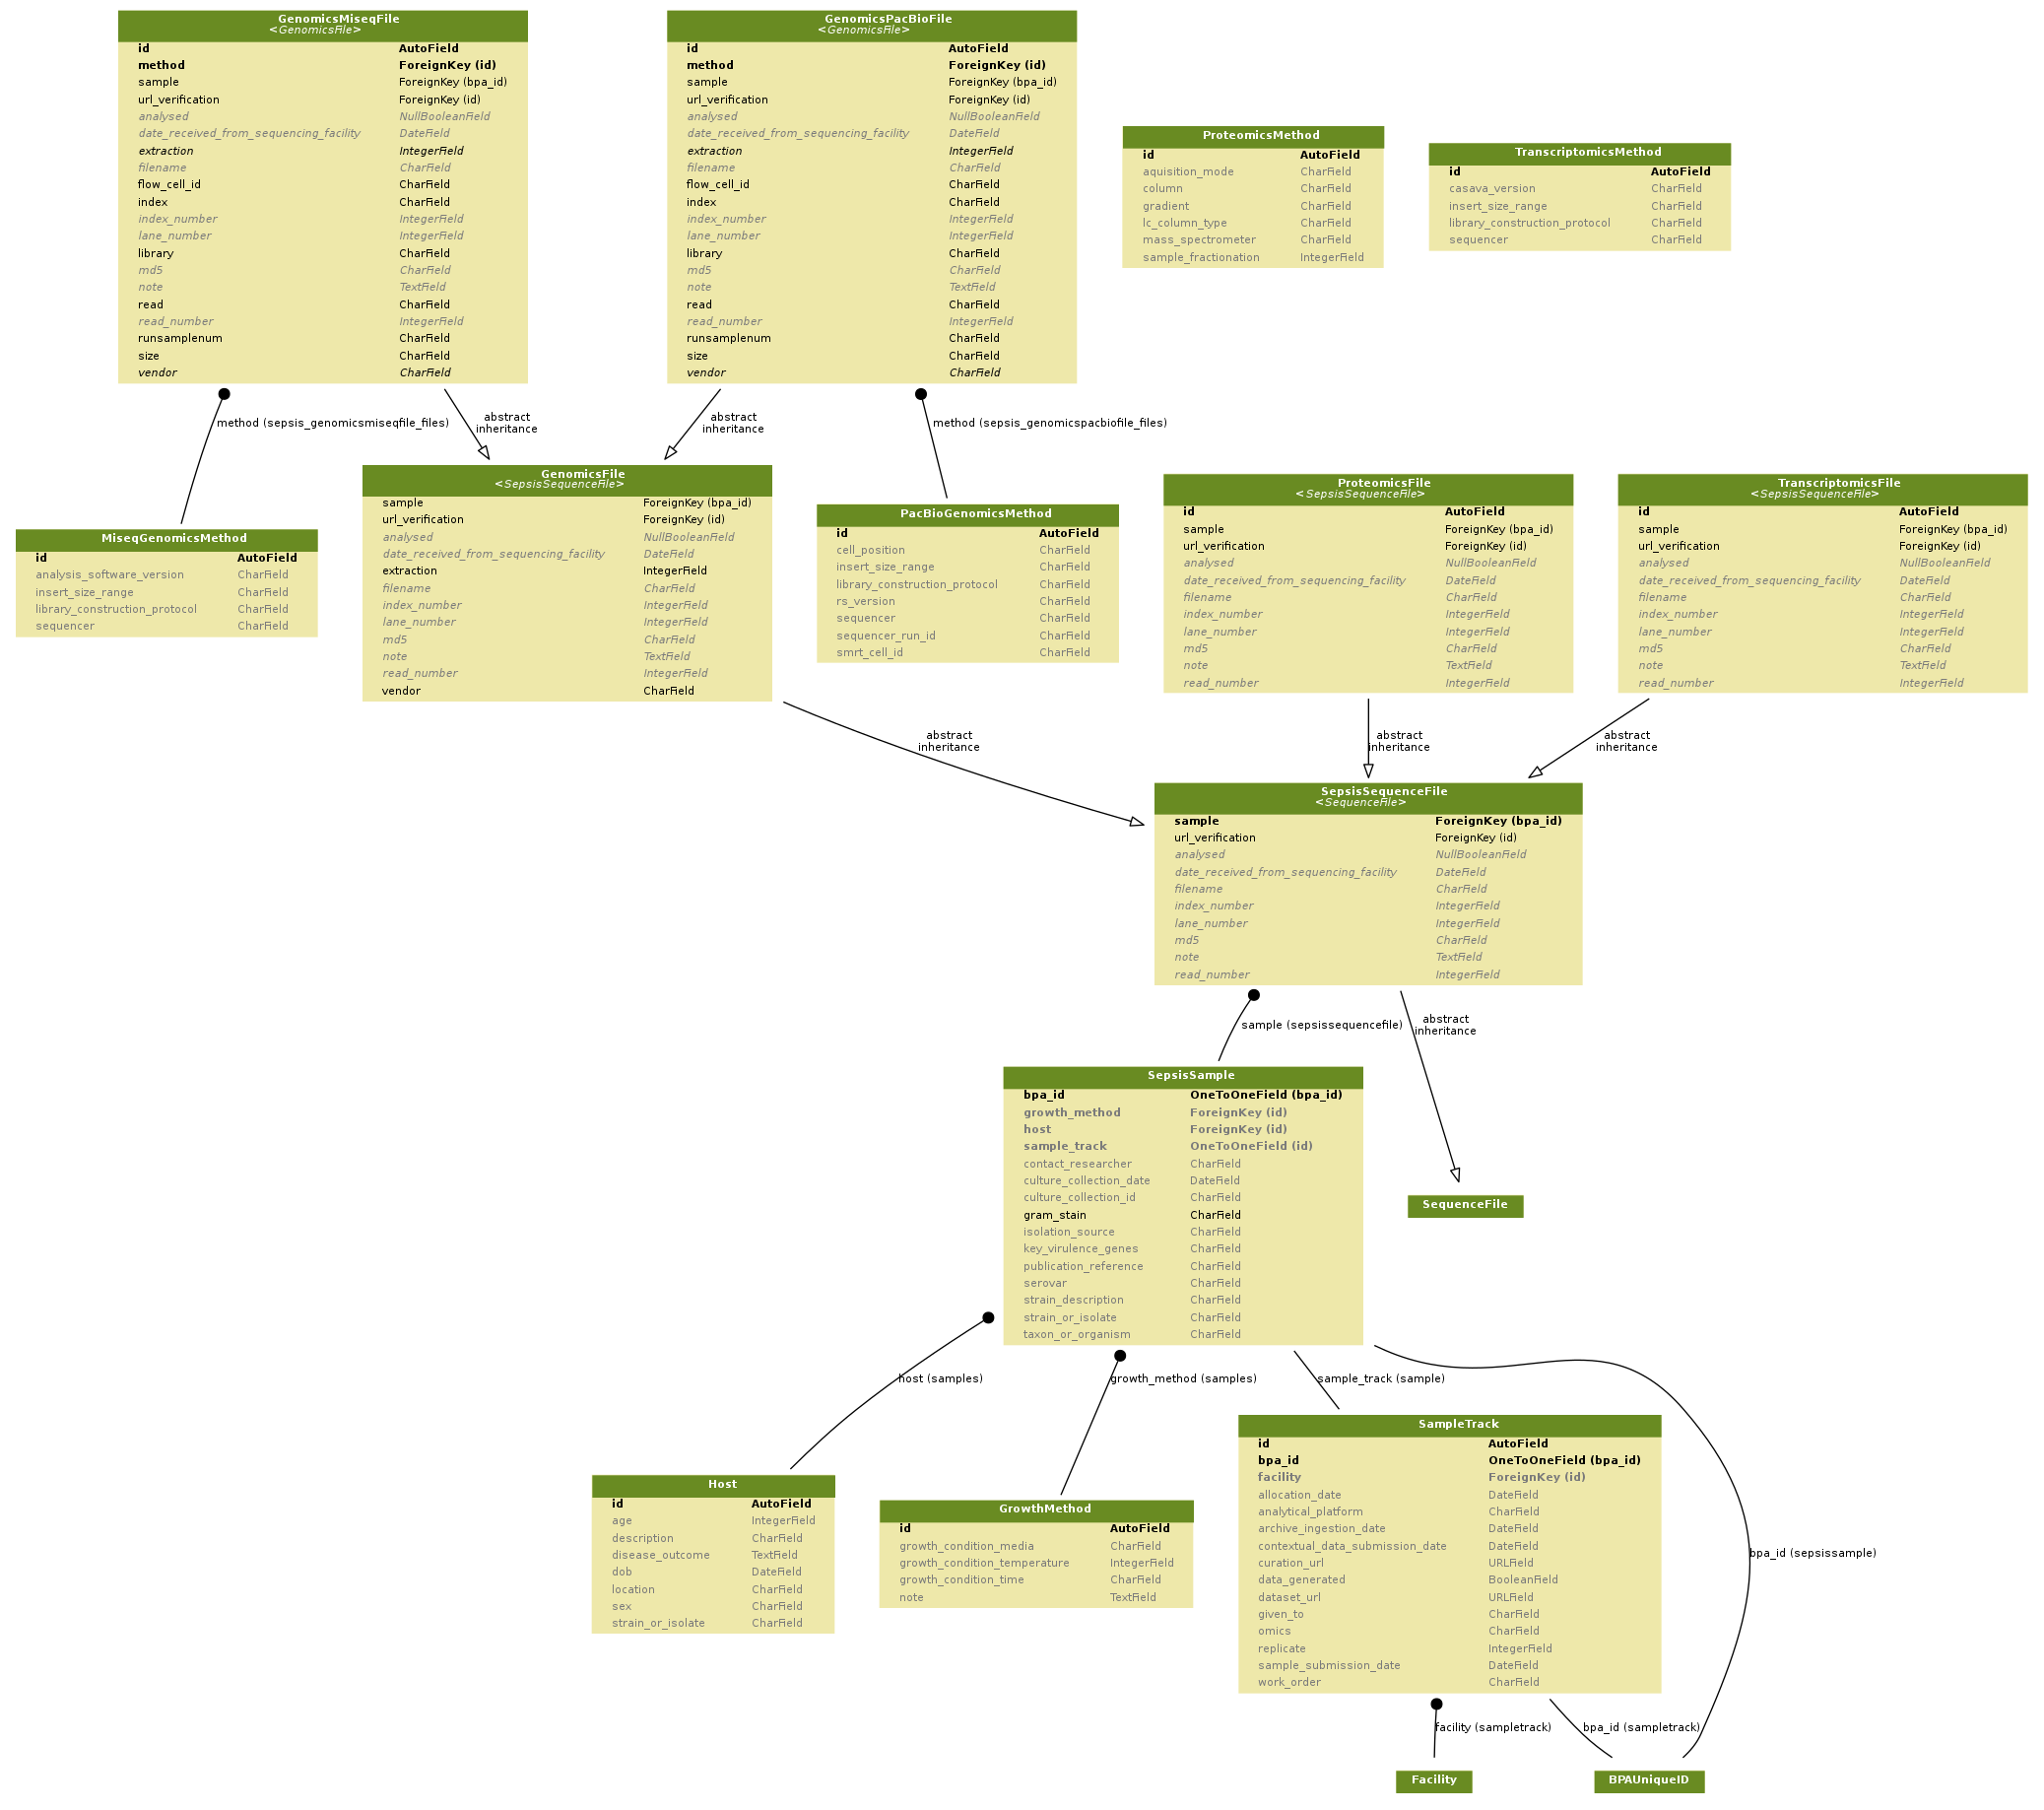 GenomicsMiseqFile
<GenomicsFile>
id AutoField
method ForeignKey (id)
sample ForeignKey (bpa_id)
url_verification ForeignKey (id)
analysed NullBooleanField
date_received_from_sequencing_facility DateField
extraction IntegerField
filename CharField
flow_cell_id CharField
index CharField
index_number IntegerField
lane_number IntegerField
library CharField
md5 CharField
note TextField
read CharField
read_number IntegerField
runsamplenum CharField
size CharField
vendor CharField
GenomicsPacBioFile
<GenomicsFile>
id AutoField
method ForeignKey (id)
sample ForeignKey (bpa_id)
url_verification ForeignKey (id)
analysed NullBooleanField
date_received_from_sequencing_facility DateField
extraction IntegerField
filename CharField
flow_cell_id CharField
index CharField
index_number IntegerField
lane_number IntegerField
library CharField
md5 CharField
note TextField
read CharField
read_number IntegerField
runsamplenum CharField
size CharField
vendor CharField
ProteomicsMethod
id AutoField
aquisition_mode CharField
column CharField
gradient CharField
lc_column_type CharField
mass_spectrometer CharField
sample_fractionation IntegerField
TranscriptomicsMethod
id AutoField
casava_version CharField
insert_size_range CharField
library_construction_protocol CharField
sequencer CharField
method (sepsis_genomicsmiseqfile_files)
abstract
inheritance
abstract
inheritance
method (sepsis_genomicspacbiofile_files)
MiseqGenomicsMethod
id AutoField
analysis_software_version CharField
insert_size_range CharField
library_construction_protocol CharField
sequencer CharField
GenomicsFile
<SepsisSequenceFile>
sample ForeignKey (bpa_id)
url_verification ForeignKey (id)
analysed NullBooleanField
date_received_from_sequencing_facility DateField
extraction IntegerField
filename CharField
index_number IntegerField
lane_number IntegerField
md5 CharField
note TextField
read_number IntegerField
vendor CharField
PacBioGenomicsMethod
id AutoField
cell_position CharField
insert_size_range CharField
library_construction_protocol CharField
rs_version CharField
sequencer CharField
sequencer_run_id CharField
smrt_cell_id CharField
ProteomicsFile
<SepsisSequenceFile>
id AutoField
sample ForeignKey (bpa_id)
url_verification ForeignKey (id)
analysed NullBooleanField
date_received_from_sequencing_facility DateField
filename CharField
index_number IntegerField
lane_number IntegerField
md5 CharField
note TextField
read_number IntegerField
TranscriptomicsFile
<SepsisSequenceFile>
id AutoField
sample ForeignKey (bpa_id)
url_verification ForeignKey (id)
analysed NullBooleanField
date_received_from_sequencing_facility DateField
filename CharField
index_number IntegerField
lane_number IntegerField
md5 CharField
note TextField
read_number IntegerField
abstract
inheritance
abstract
inheritance
abstract
inheritance
SepsisSequenceFile
<SequenceFile>
sample ForeignKey (bpa_id)
url_verification ForeignKey (id)
analysed NullBooleanField
date_received_from_sequencing_facility DateField
filename CharField
index_number IntegerField
lane_number IntegerField
md5 CharField
note TextField
read_number IntegerField
sample (sepsissequencefile)
abstract
inheritance
SepsisSample
bpa_id OneToOneField (bpa_id)
growth_method ForeignKey (id)
host ForeignKey (id)
sample_track OneToOneField (id)
contact_researcher CharField
culture_collection_date DateField
culture_collection_id CharField
gram_stain CharField
isolation_source CharField
key_virulence_genes CharField
publication_reference CharField
serovar CharField
strain_description CharField
strain_or_isolate CharField
taxon_or_organism CharField
SequenceFile
host (samples)
growth_method (samples)
sample_track (sample)
bpa_id (sepsissample)
Host
id AutoField
age IntegerField
description CharField
disease_outcome TextField
dob DateField
location CharField
sex CharField
strain_or_isolate CharField
GrowthMethod
id AutoField
growth_condition_media CharField
growth_condition_temperature IntegerField
growth_condition_time CharField
note TextField
SampleTrack
id AutoField
bpa_id OneToOneField (bpa_id)
facility ForeignKey (id)
allocation_date DateField
analytical_platform CharField
archive_ingestion_date DateField
contextual_data_submission_date DateField
curation_url URLField
data_generated BooleanField
dataset_url URLField
given_to CharField
omics CharField
replicate IntegerField
sample_submission_date DateField
work_order CharField
facility (sampletrack)
bpa_id (sampletrack)
Facility
BPAUniqueID